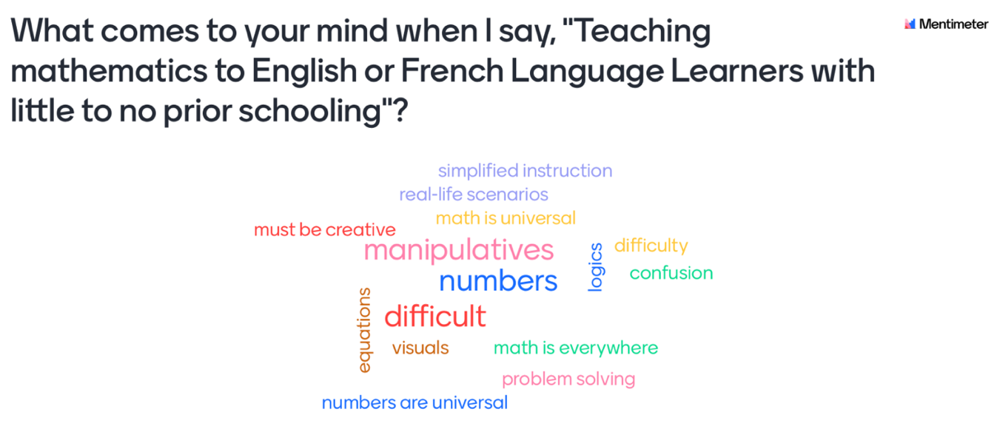 What comes to your mind when I say, "Teaching
mathematics to English or French Language Learners with
little to no prior schooling"?
Mentimeter
simplified instruction
real-life scenarios
math is universal
must be creative
manipulatives
logics
difficulty
numbers
confusion
equations
difficult
visuals
math is everywhere
problem solving
numbers are universal